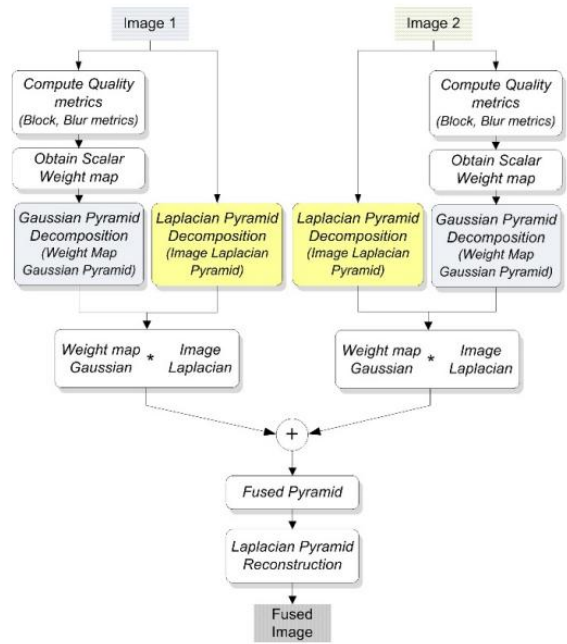 Image 1
Image 2
Compute Quality
metrics
(Block, Blur metrics)
Compute Quality
metrics
(Block, Blur metrics)
Obtain Scalar
Weight map
Obtain Scalar
Weight map
Gaussian Pyramid
Decomposition
(Weight Map
Gaussian Pyramid)
Laplacian Pyramid
Decomposition
(Image Laplacian
Pyramid)
Laplacian Pyramid
Decomposition
(Image Laplacian
Pyramid)
Gaussian Pyramid
Decomposition
(Weight Map
Gaussian Pyramid)
Weight map * Image
Gaussian Laplacian
Weight map * Image
Gaussian Laplacian
+
Fused Pyramid
Laplacian Pyramid
Reconstruction
Fused
Image